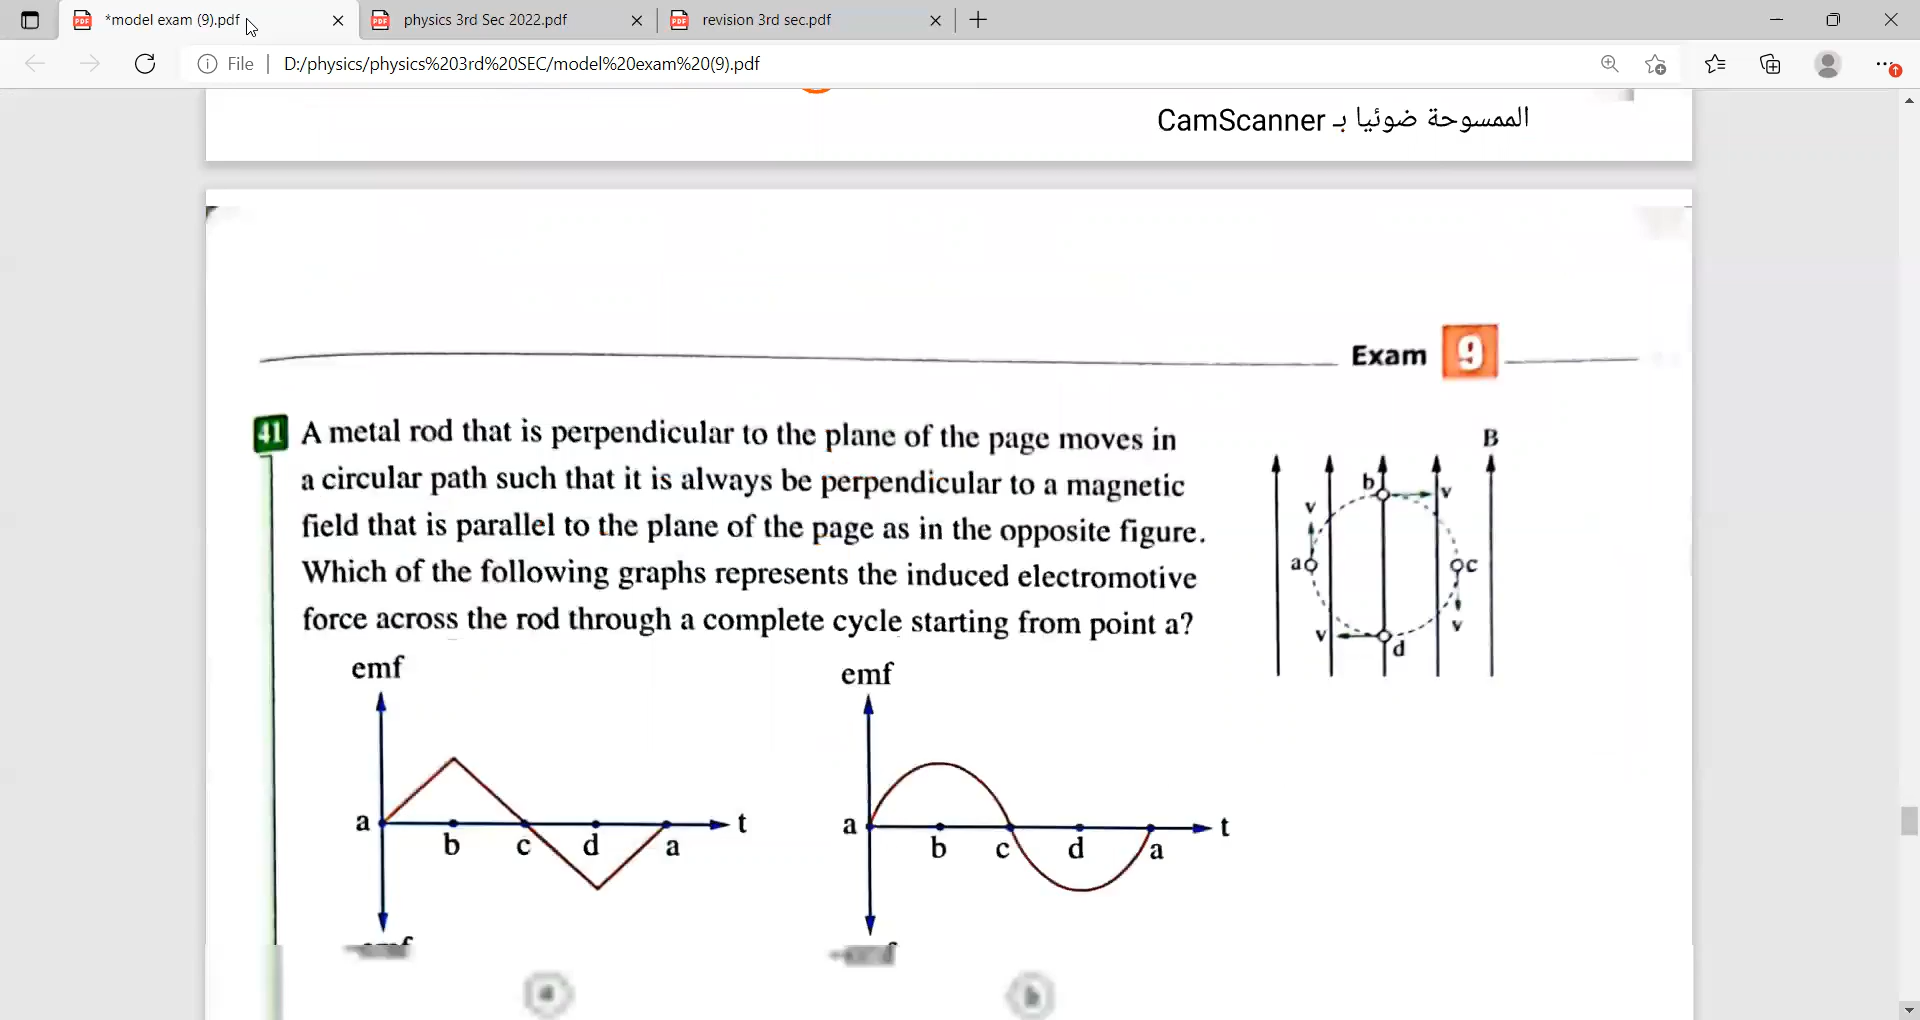 *model exam (9).pdf
physics 3rd Sec 2022.pdf
revision 3rd sec.pdf
File
D:/physics/physics%203rd%20SEC/model%20exam%20(9).pdf
الممسوحة ضوئيا بـ CamScanner
Exam 9
41 A metal rod that is perpendicular to the plane of the page moves in
a circular path such that it is always be perpendicular to a magnetic
field that is parallel to the plane of the page as in the opposite figure.
Which of the following graphs represents the induced electromotive
force across the rod through a complete cycle starting from point a?
B
b
v
v
a
c
v
v
d
emf
a
b
c
d
a
t
emf
a
b
c
d
a
t
a
b